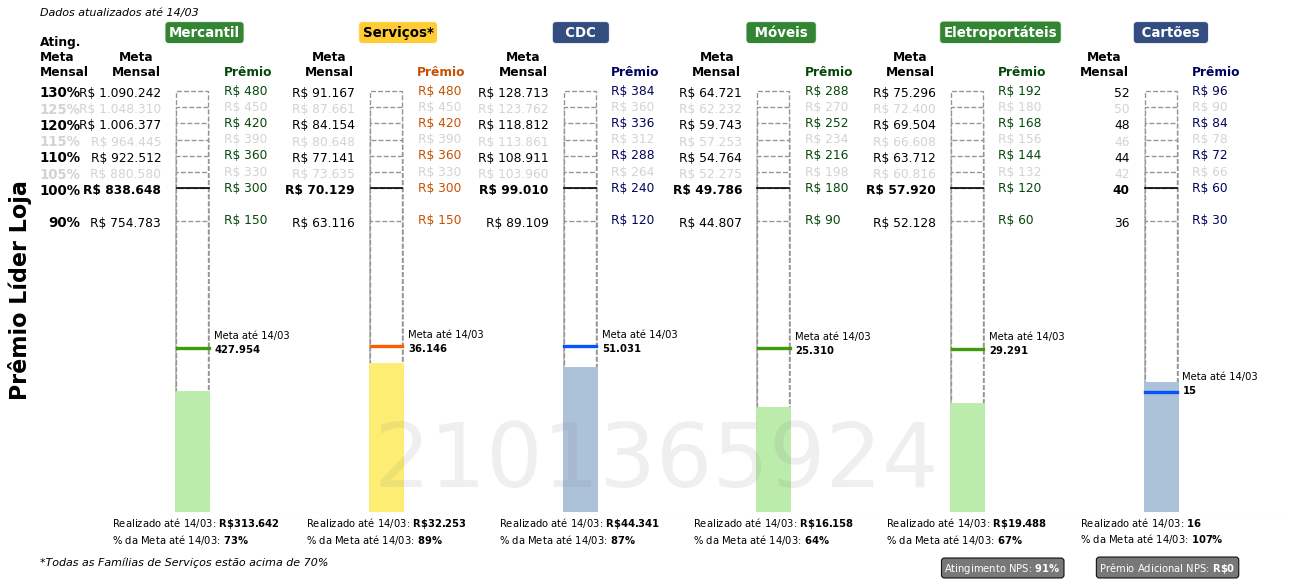 Dados atualizados até 14/03
Mercantil Serviços* CDC Móveis Eletroportáteis Cartões
Ating. Meta Mensal Meta Mensal Prêmio Meta Mensal Prêmio Meta Mensal Prêmio Meta Mensal Prêmio Meta Mensal Prêmio Meta Mensal Prêmio
130% R$ 1.090.242 R$ 480 R$ 91.167 R$ 480 R$ 128.713 R$ 384 R$ 64.721 R$ 288 R$ 75.296 R$ 192 52 R$ 96
125% R$ 1.048.310 R$ 450 R$ 87.661 R$ 450 R$ 123.762 R$ 360 R$ 62.232 R$ 270 R$ 72.400 R$ 180 50 R$ 90
120% R$ 1.006.377 R$ 420 R$ 84.154 R$ 420 R$ 118.812 R$ 336 R$ 59.743 R$ 252 R$ 69.504 R$ 168 48 R$ 84
115% R$ 964.445 R$ 390 R$ 80.648 R$ 390 R$ 113.861 R$ 312 R$ 57.253 R$ 234 R$ 66.608 R$ 156 46 R$ 78
110% R$ 922.512 R$ 360 R$ 77.141 R$ 360 R$ 108.911 R$ 288 R$ 54.764 R$ 216 R$ 63.712 R$ 144 44 R$ 72
105% R$ 880.580 R$ 330 R$ 73.635 R$ 330 R$ 103.960 R$ 264 R$ 52.275 R$ 198 R$ 60.816 R$ 132 42 R$ 66
100% R$ 838.648 R$ 300 R$ 70.129 R$ 300 R$ 99.010 R$ 240 R$ 49.786 R$ 180 R$ 57.920 R$ 120 40 R$ 60
90% R$ 754.783 R$ 150 R$ 63.116 R$ 150 R$ 89.109 R$ 120 R$ 44.807 R$ 90 R$ 52.128 R$ 60 36 R$ 30
Prêmio Líder Loja
Meta até 14/03 Meta até 14/03 Meta até 14/03 Meta até 14/03 Meta até 14/03
427.954 36.146 51.031 25.310 29.291
Meta até 14/03
15
2101365924
Realizado até 14/03: R$313.642 Realizado até 14/03: R$32.253 Realizado até 14/03: R$44.341 Realizado até 14/03: R$16.158 Realizado até 14/03: R$19.488 Realizado até 14/03: 16
% da Meta até 14/03: 73% % da Meta até 14/03: 89% % da Meta até 14/03: 87% % da Meta até 14/03: 64% % da Meta até 14/03: 67% % da Meta até 14/03: 107%
*Todas as Famílias de Serviços estão acima de 70%
Atingimento NPS: 91% Prêmio Adicional NPS: R$0